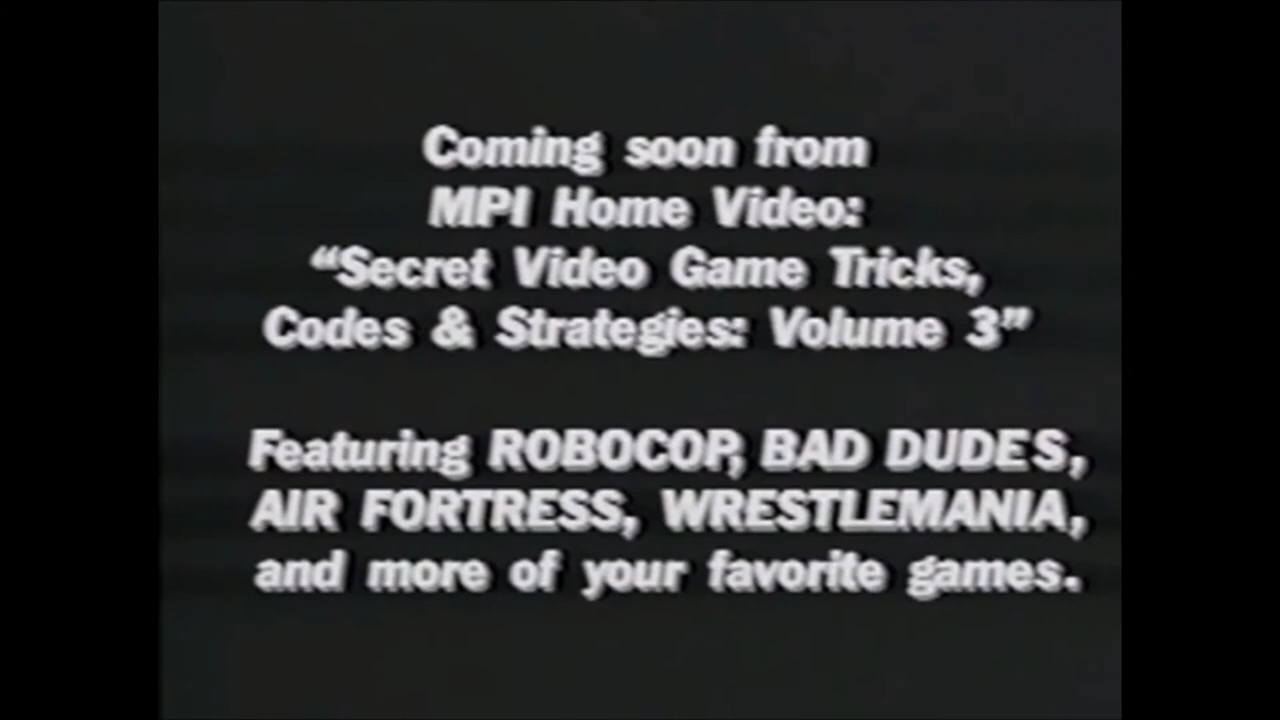 Coming soon from
MPI Home Video:
“Secret Video Game Tricks,
Codes & Strategies: Volume 3”
Featuring ROBOCOP, BAD DUDES,
AIR FORTRESS, WRESTLEMANIA,
and more of your favorite games.